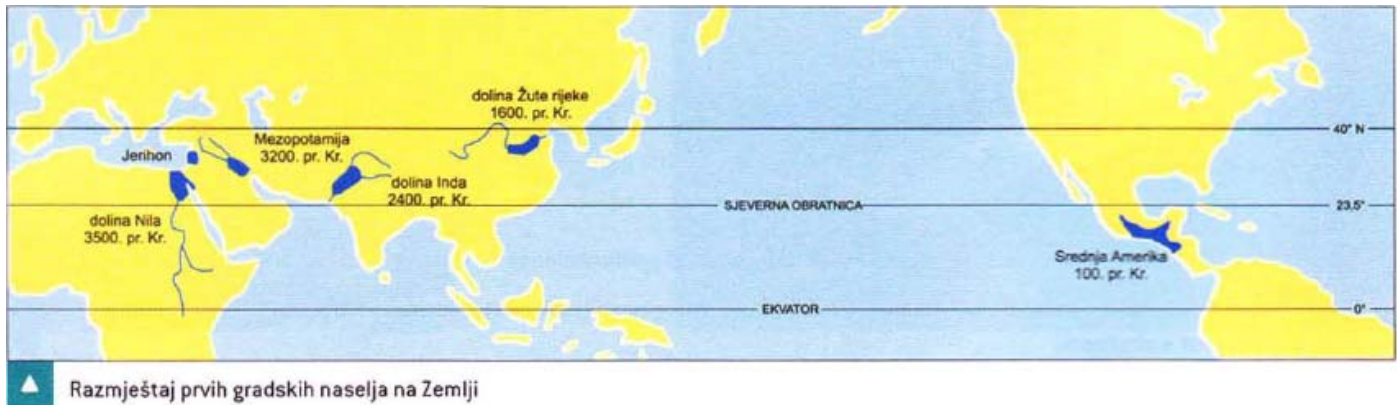 dolina Žute rijeke
1600. pr. Kr.
40° N
Mezopotamija
3200. pr. Kr.
Jerihon
dolina Inda
2400. pr. Kr.
SJEVERNA OBRATNICA
23,5°
dolina Nila
3500. pr. Kr.
Srednja Amerika
100. pr. Kr.
EKVATOR
0°
Razmještaj prvih gradskih naselja na Zemlji